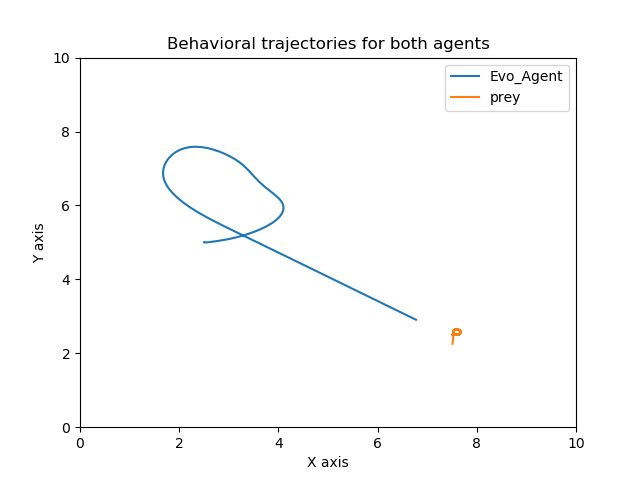 Behavioral trajectories for both agents
Evo_Agent
prey
10
8
6
4
2
0
Y axis
0 2 4 6 8 10
X axis